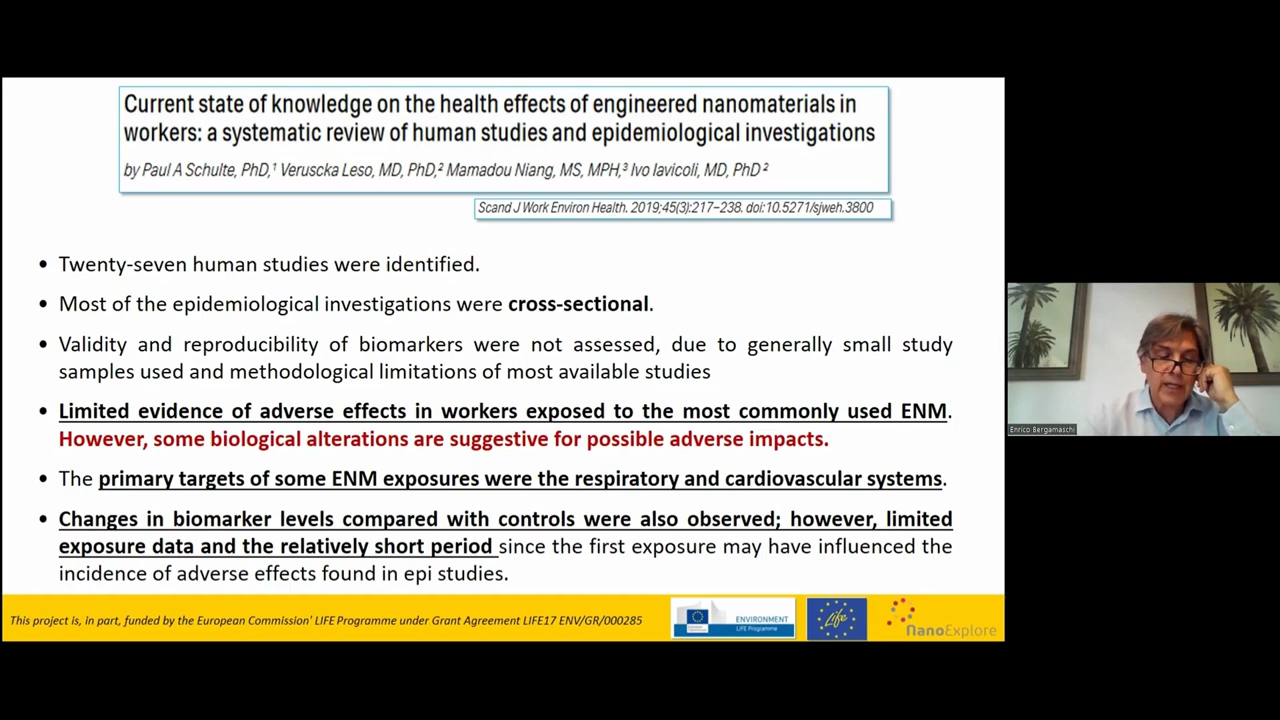 Current state of knowledge on the health effects of engineered nanomaterials in
workers: a systematic review of human studies and epidemiological investigations
by Paul A Schulte, PhD,¹ Veruscka Leso, MD, PhD,² Mamadou Niang, MS, MPH,³ Ivo Iavicoli, MD, PhD ²
Scand J Work Environ Health. 2019;45(3):217–238. doi:10.5271/sjweh.3800
• Twenty-seven human studies were identified.
• Most of the epidemiological investigations were cross-sectional.
• Validity and reproducibility of biomarkers were not assessed, due to generally small study
samples used and methodological limitations of most available studies
• Limited evidence of adverse effects in workers exposed to the most commonly used ENM.
However, some biological alterations are suggestive for possible adverse impacts.
• The primary targets of some ENM exposures were the respiratory and cardiovascular systems.
• Changes in biomarker levels compared with controls were also observed; however, limited
exposure data and the relatively short period since the first exposure may have influenced the
incidence of adverse effects found in epi studies.
This project is, in part, funded by the European Commission' LIFE Programme under Grant Agreement LIFE17 ENV/GR/000285
ENVIRONMENT
LIFE Programme
Life
NanoExplore
Enrico Bergamaschi